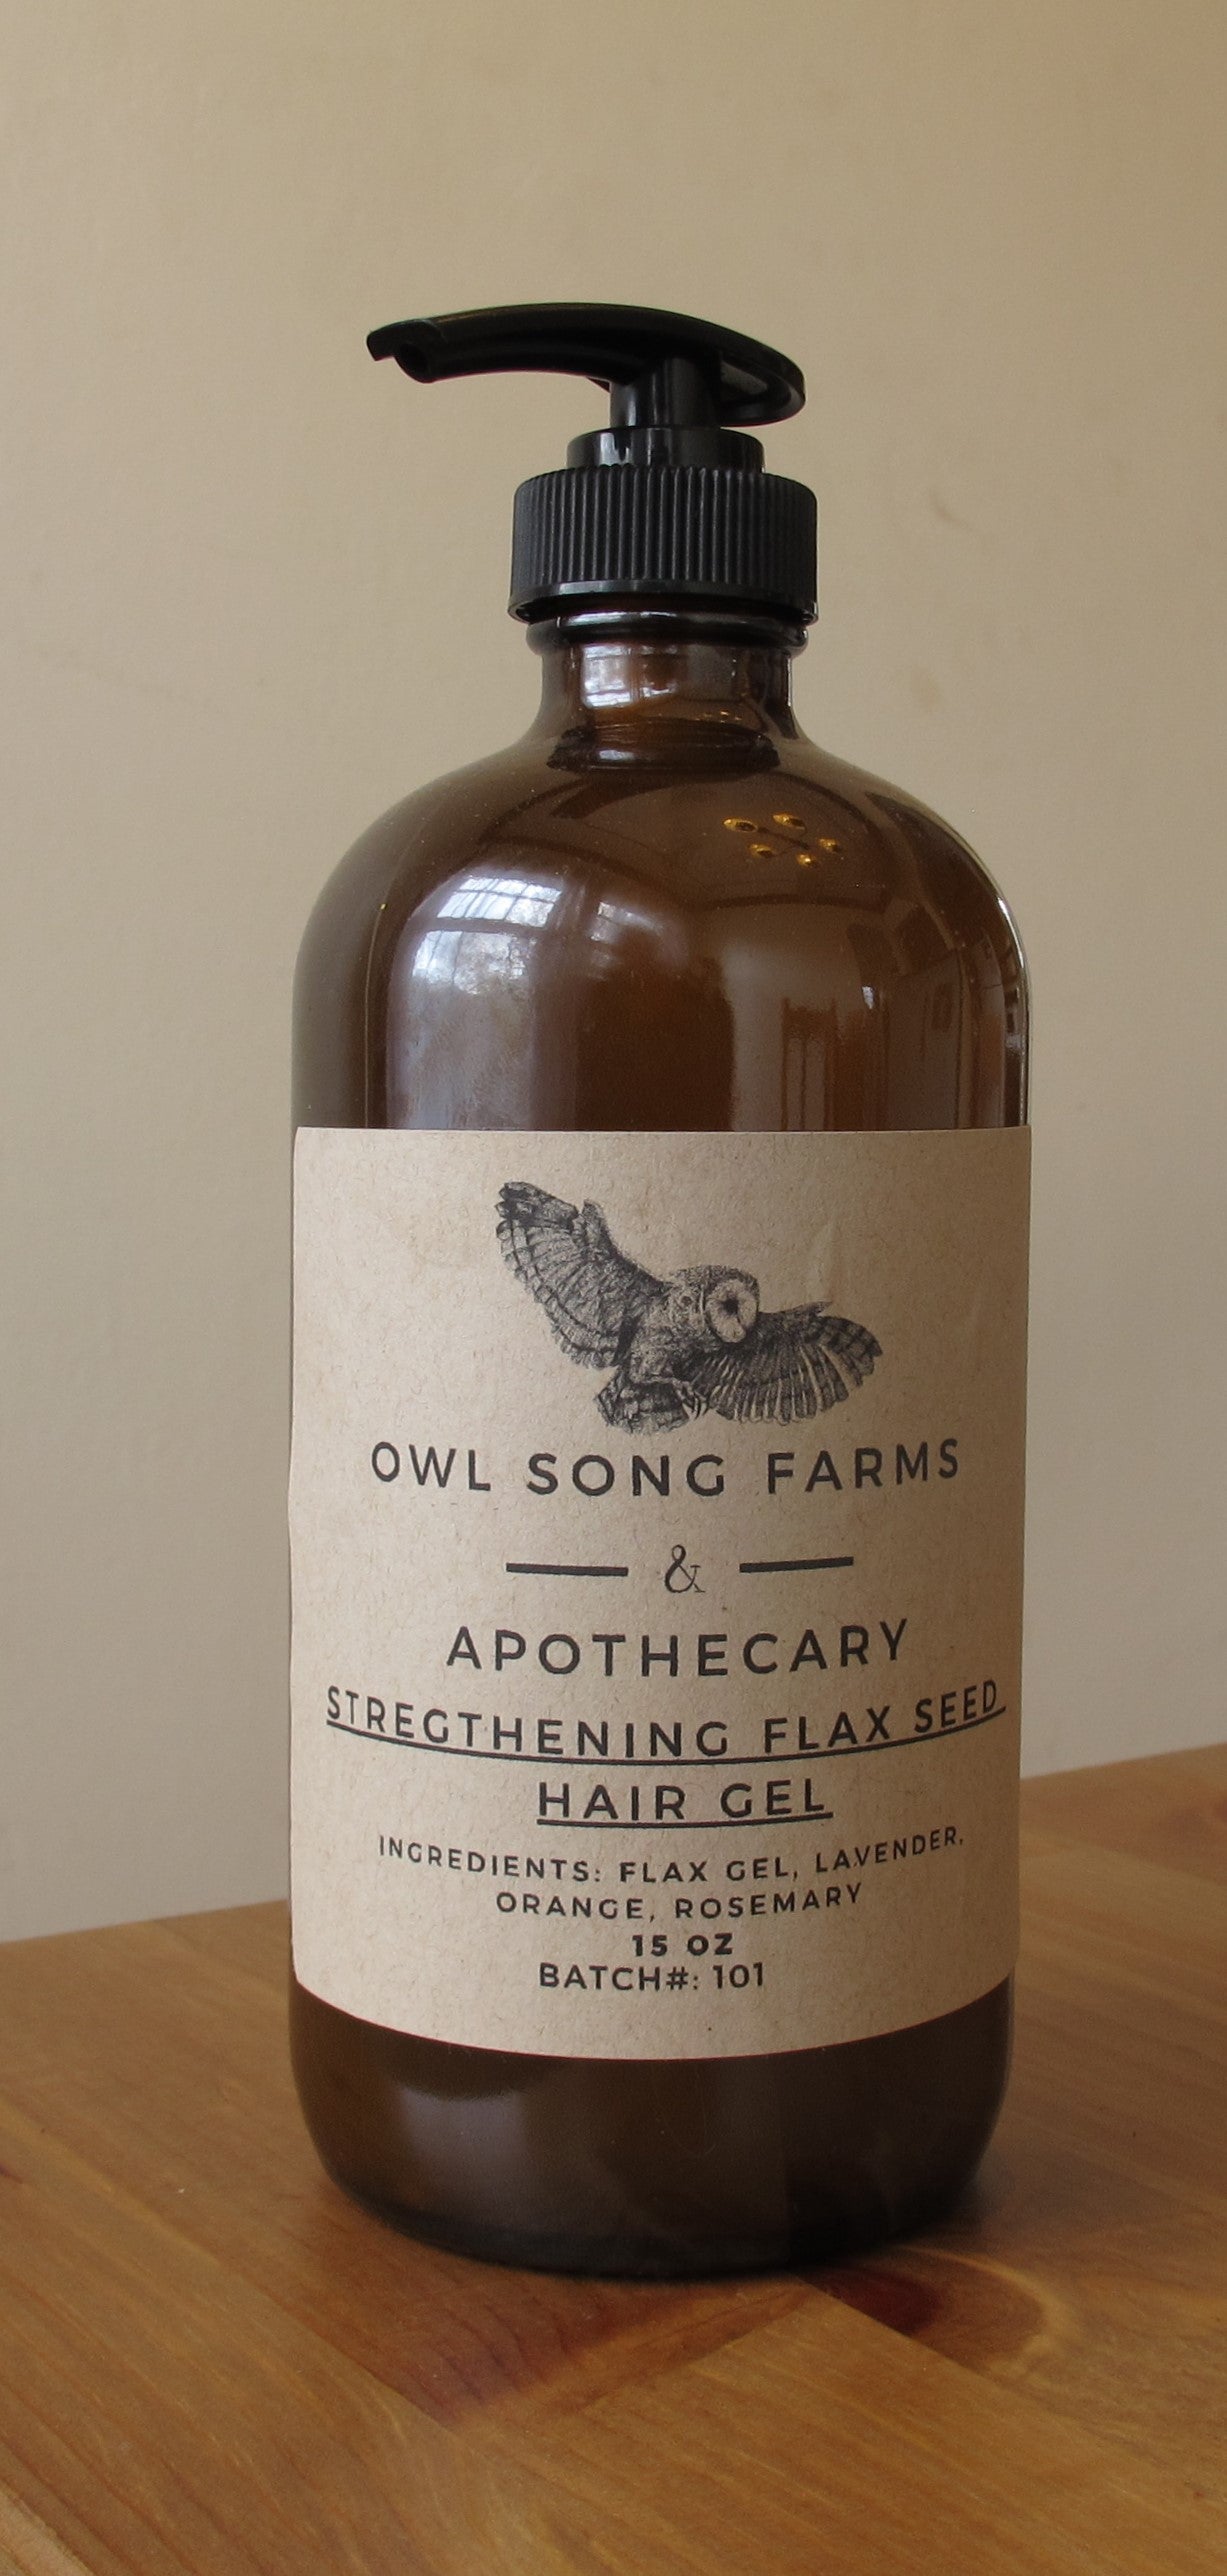 OWL SONG FARMS
&
APOTHECARY
STREGTHENING FLAX SEED
HAIR GEL
INGREDIENTS: FLAX GEL, LAVENDER,
ORANGE, ROSEMARY
15 OZ
BATCH#: 101